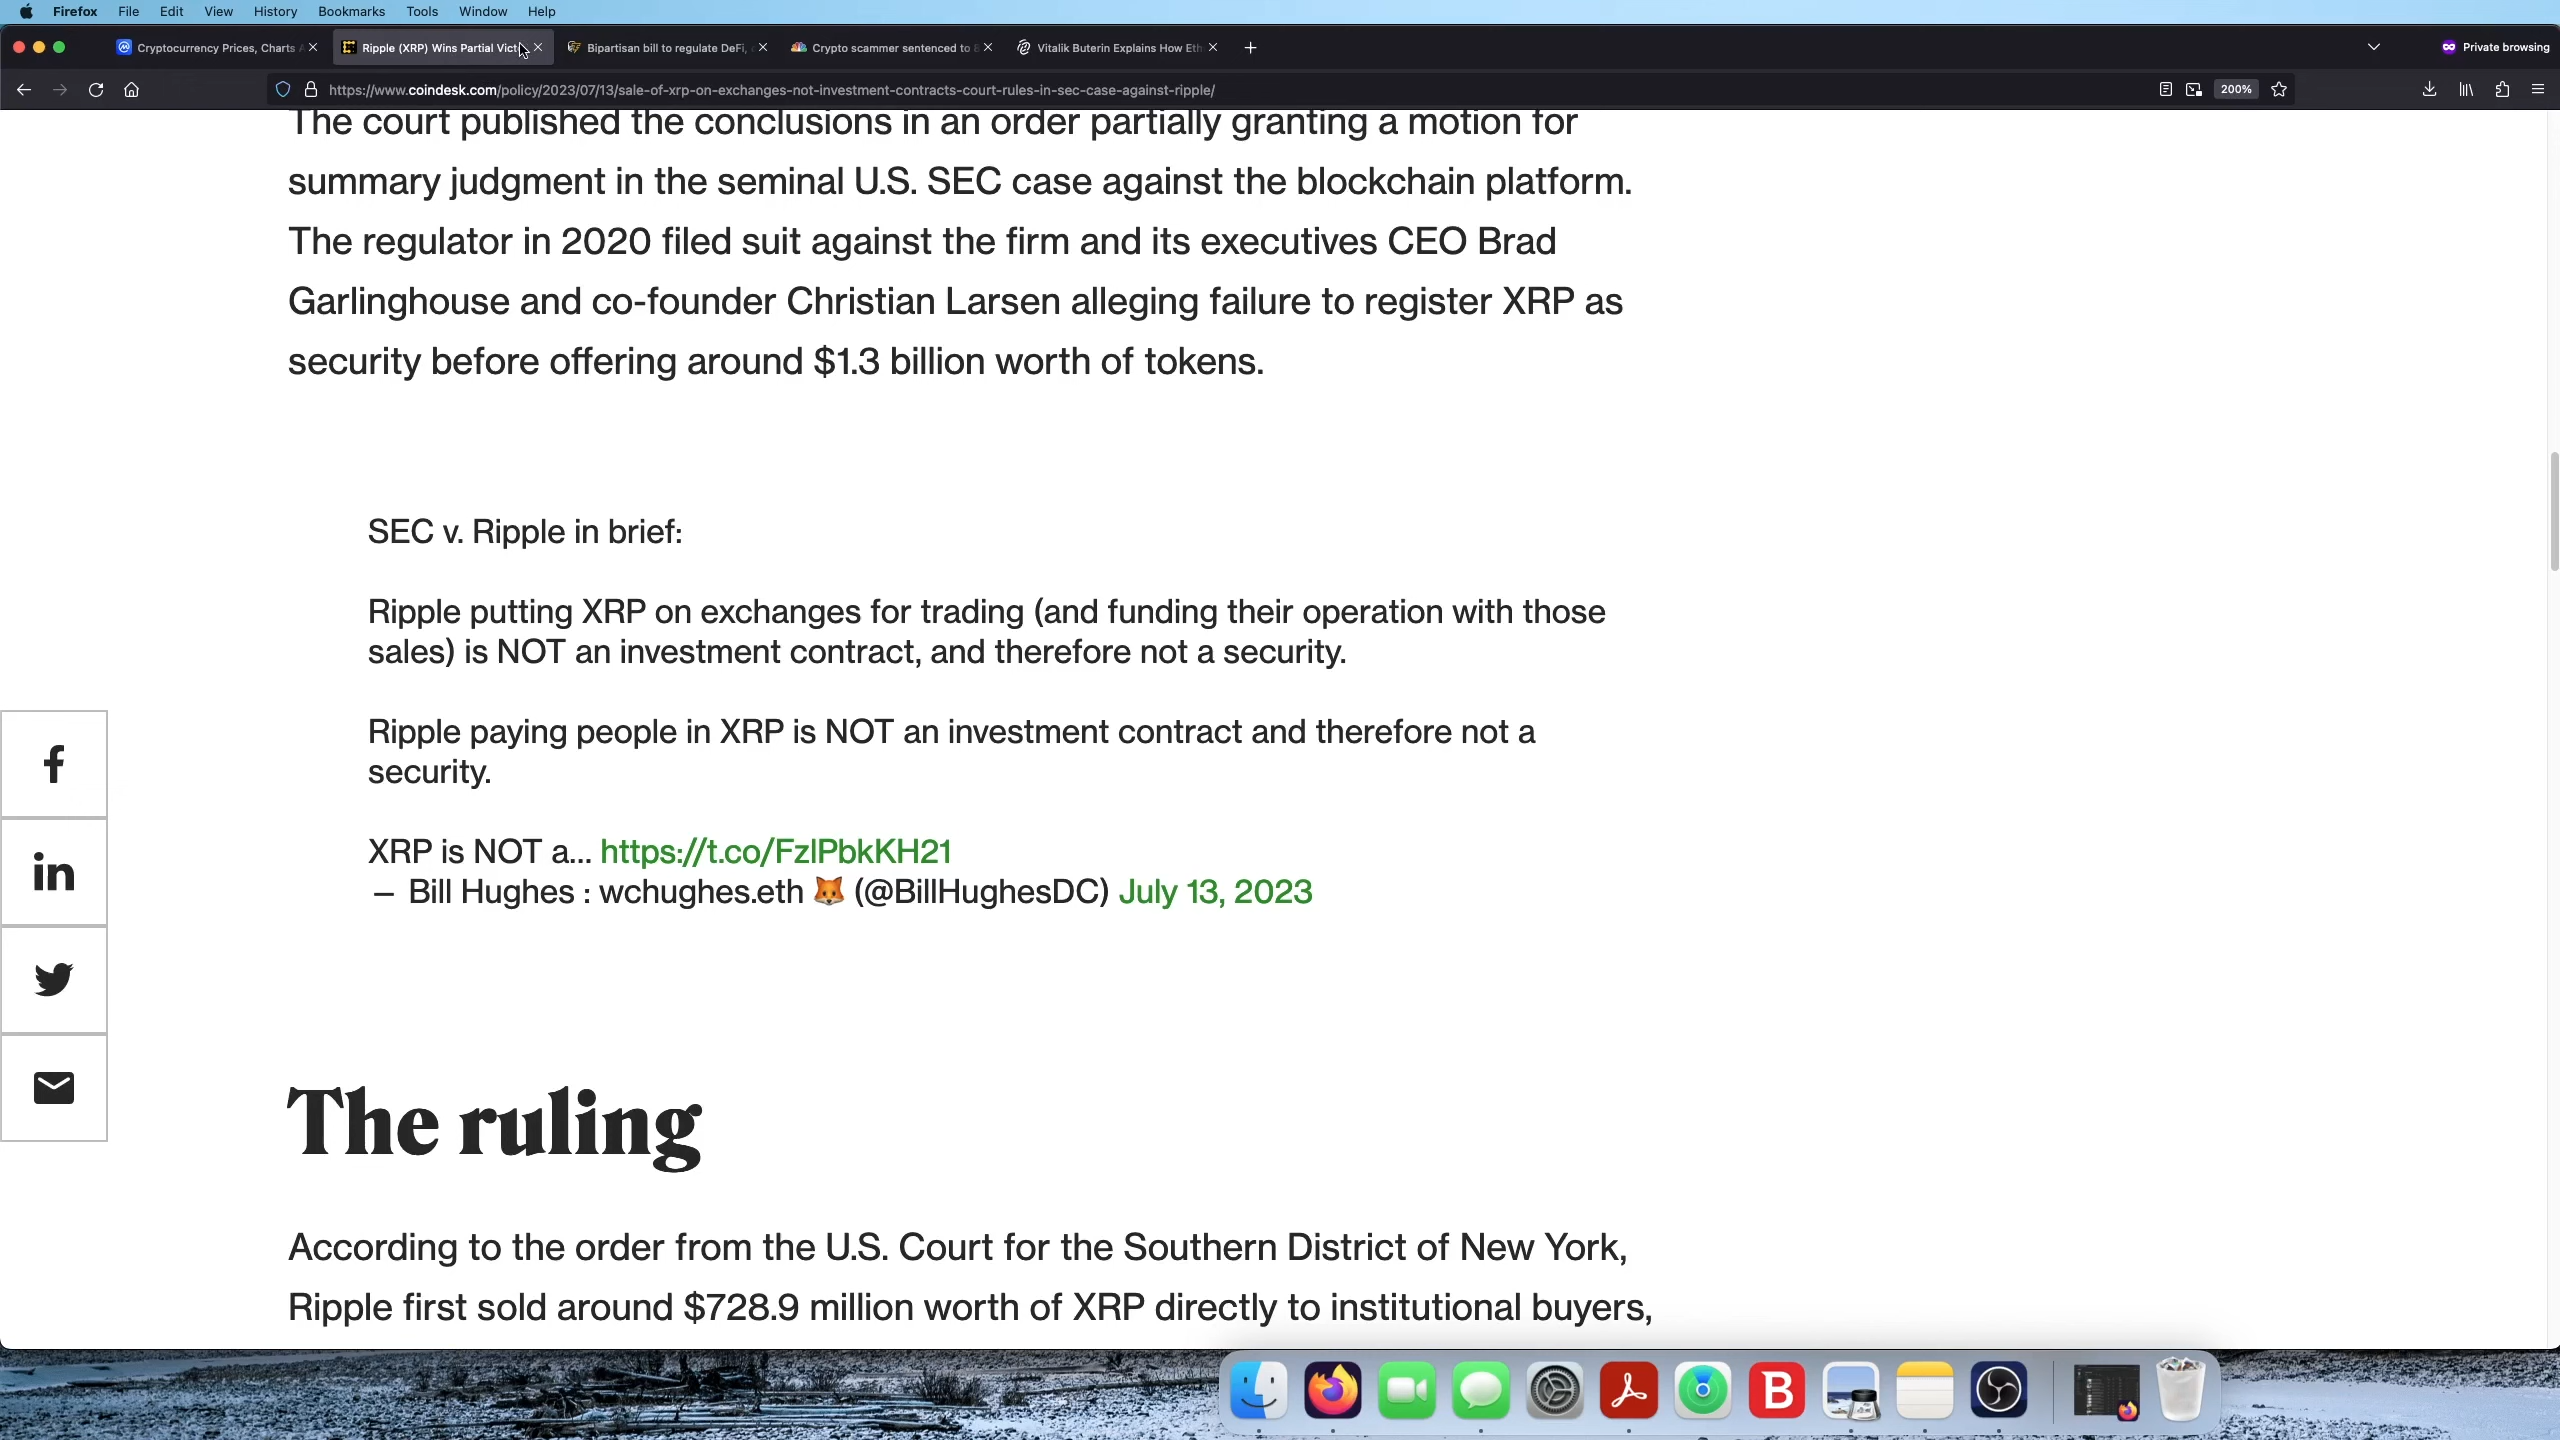 Firefox File Edit View History Bookmarks Tools Window Help
Cryptocurrency Prices, Charts Ripple (XRP) Wins Partial Vict Bipartisan bill to regulate DeFi, Crypto scammer sentenced to Vitalik Buterin Explains How Eth Private browsing
https://www.coindesk.com/policy/2023/07/13/sale-of-xrp-on-exchanges-not-investment-contracts-court-rules-in-sec-case-against-ripple/ 200%
The court published the conclusions in an order partially granting a motion for
summary judgment in the seminal U.S. SEC case against the blockchain platform.
The regulator in 2020 filed suit against the firm and its executives CEO Brad
Garlinghouse and co-founder Christian Larsen alleging failure to register XRP as
security before offering around $1.3 billion worth of tokens.
SEC v. Ripple in brief:
Ripple putting XRP on exchanges for trading (and funding their operation with those
sales) is NOT an investment contract, and therefore not a security.
Ripple paying people in XRP is NOT an investment contract and therefore not a
security.
XRP is NOT a... https://t.co/FzlPbkKH21
— Bill Hughes : wchughes.eth 🦊 (@BillHughesDC) July 13, 2023
The ruling
According to the order from the U.S. Court for the Southern District of New York,
Ripple first sold around $728.9 million worth of XRP directly to institutional buyers,